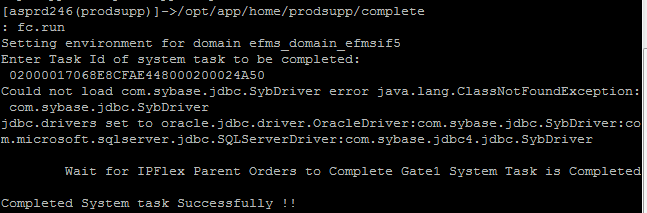 [asprd246(prodsupp)]->/opt/app/home/prodsupp/complete
: fc.run
Setting environment for domain efms_domain_efmsif5
Enter Task Id of system task to be completed:
02000017068E8CFAE448000200024A50
Could not load com.sybase.jdbc.SybDriver error java.lang.ClassNotFoundException:
com.sybase.jdbc.SybDriver
jdbc.drivers set to oracle.jdbc.driver.OracleDriver:com.sybase.jdbc.SybDriver:co
m.microsoft.sqlserver.jdbc.SQLServerDriver:com.sybase.jdbc4.jdbc.SybDriver
Wait for IPFlex Parent Orders to Complete Gate1 System Task is Completed
Completed System task Successfully !!